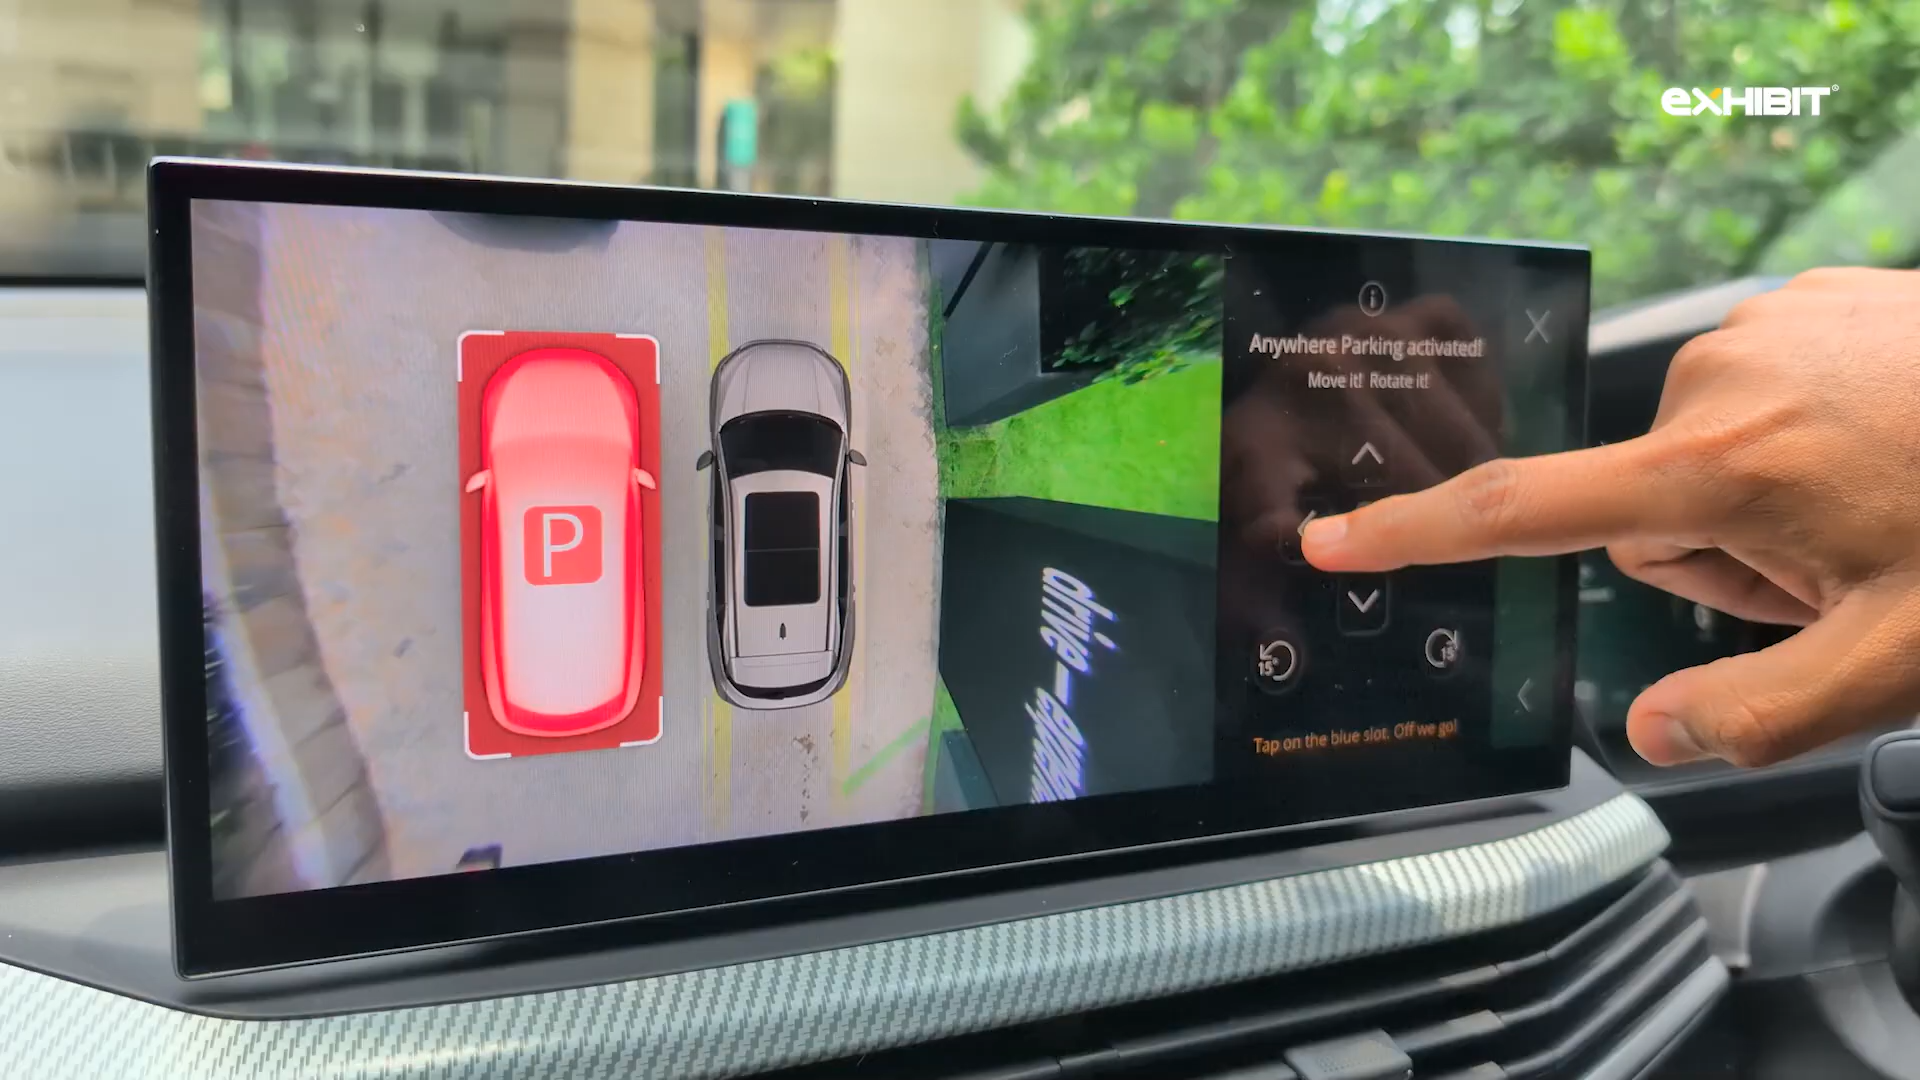 eXHIBIT®
Anywhere Parking activated!
Move it! Rotate it!
P
15°
15°
Tap on the blue slot. Off we go!
drive